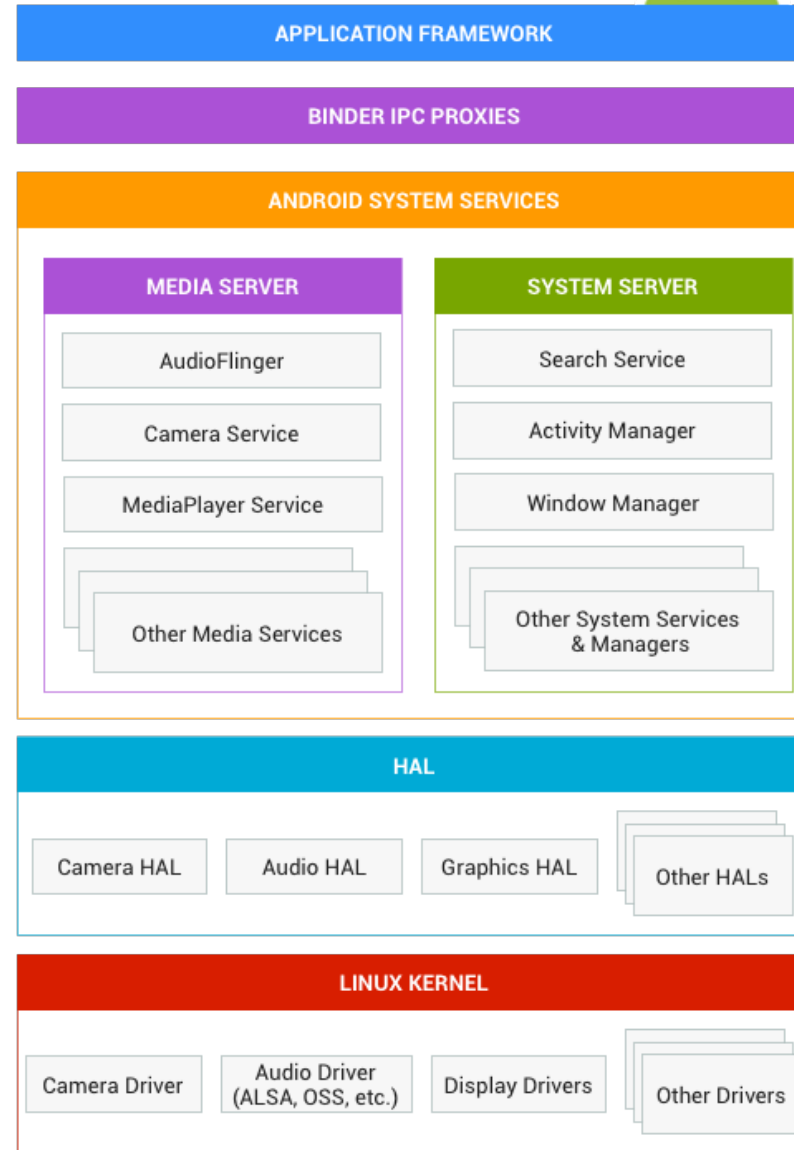 APPLICATION FRAMEWORK
BINDER IPC PROXIES
ANDROID SYSTEM SERVICES
MEDIA SERVER
AudioFlinger
Camera Service
MediaPlayer Service
Other Media Services
SYSTEM SERVER
Search Service
Activity Manager
Window Manager
Other System Services
& Managers
HAL
Camera HAL
Audio HAL
Graphics HAL
Other HALs
LINUX KERNEL
Camera Driver
Audio Driver
(ALSA, OSS, etc.)
Display Drivers
Other Drivers